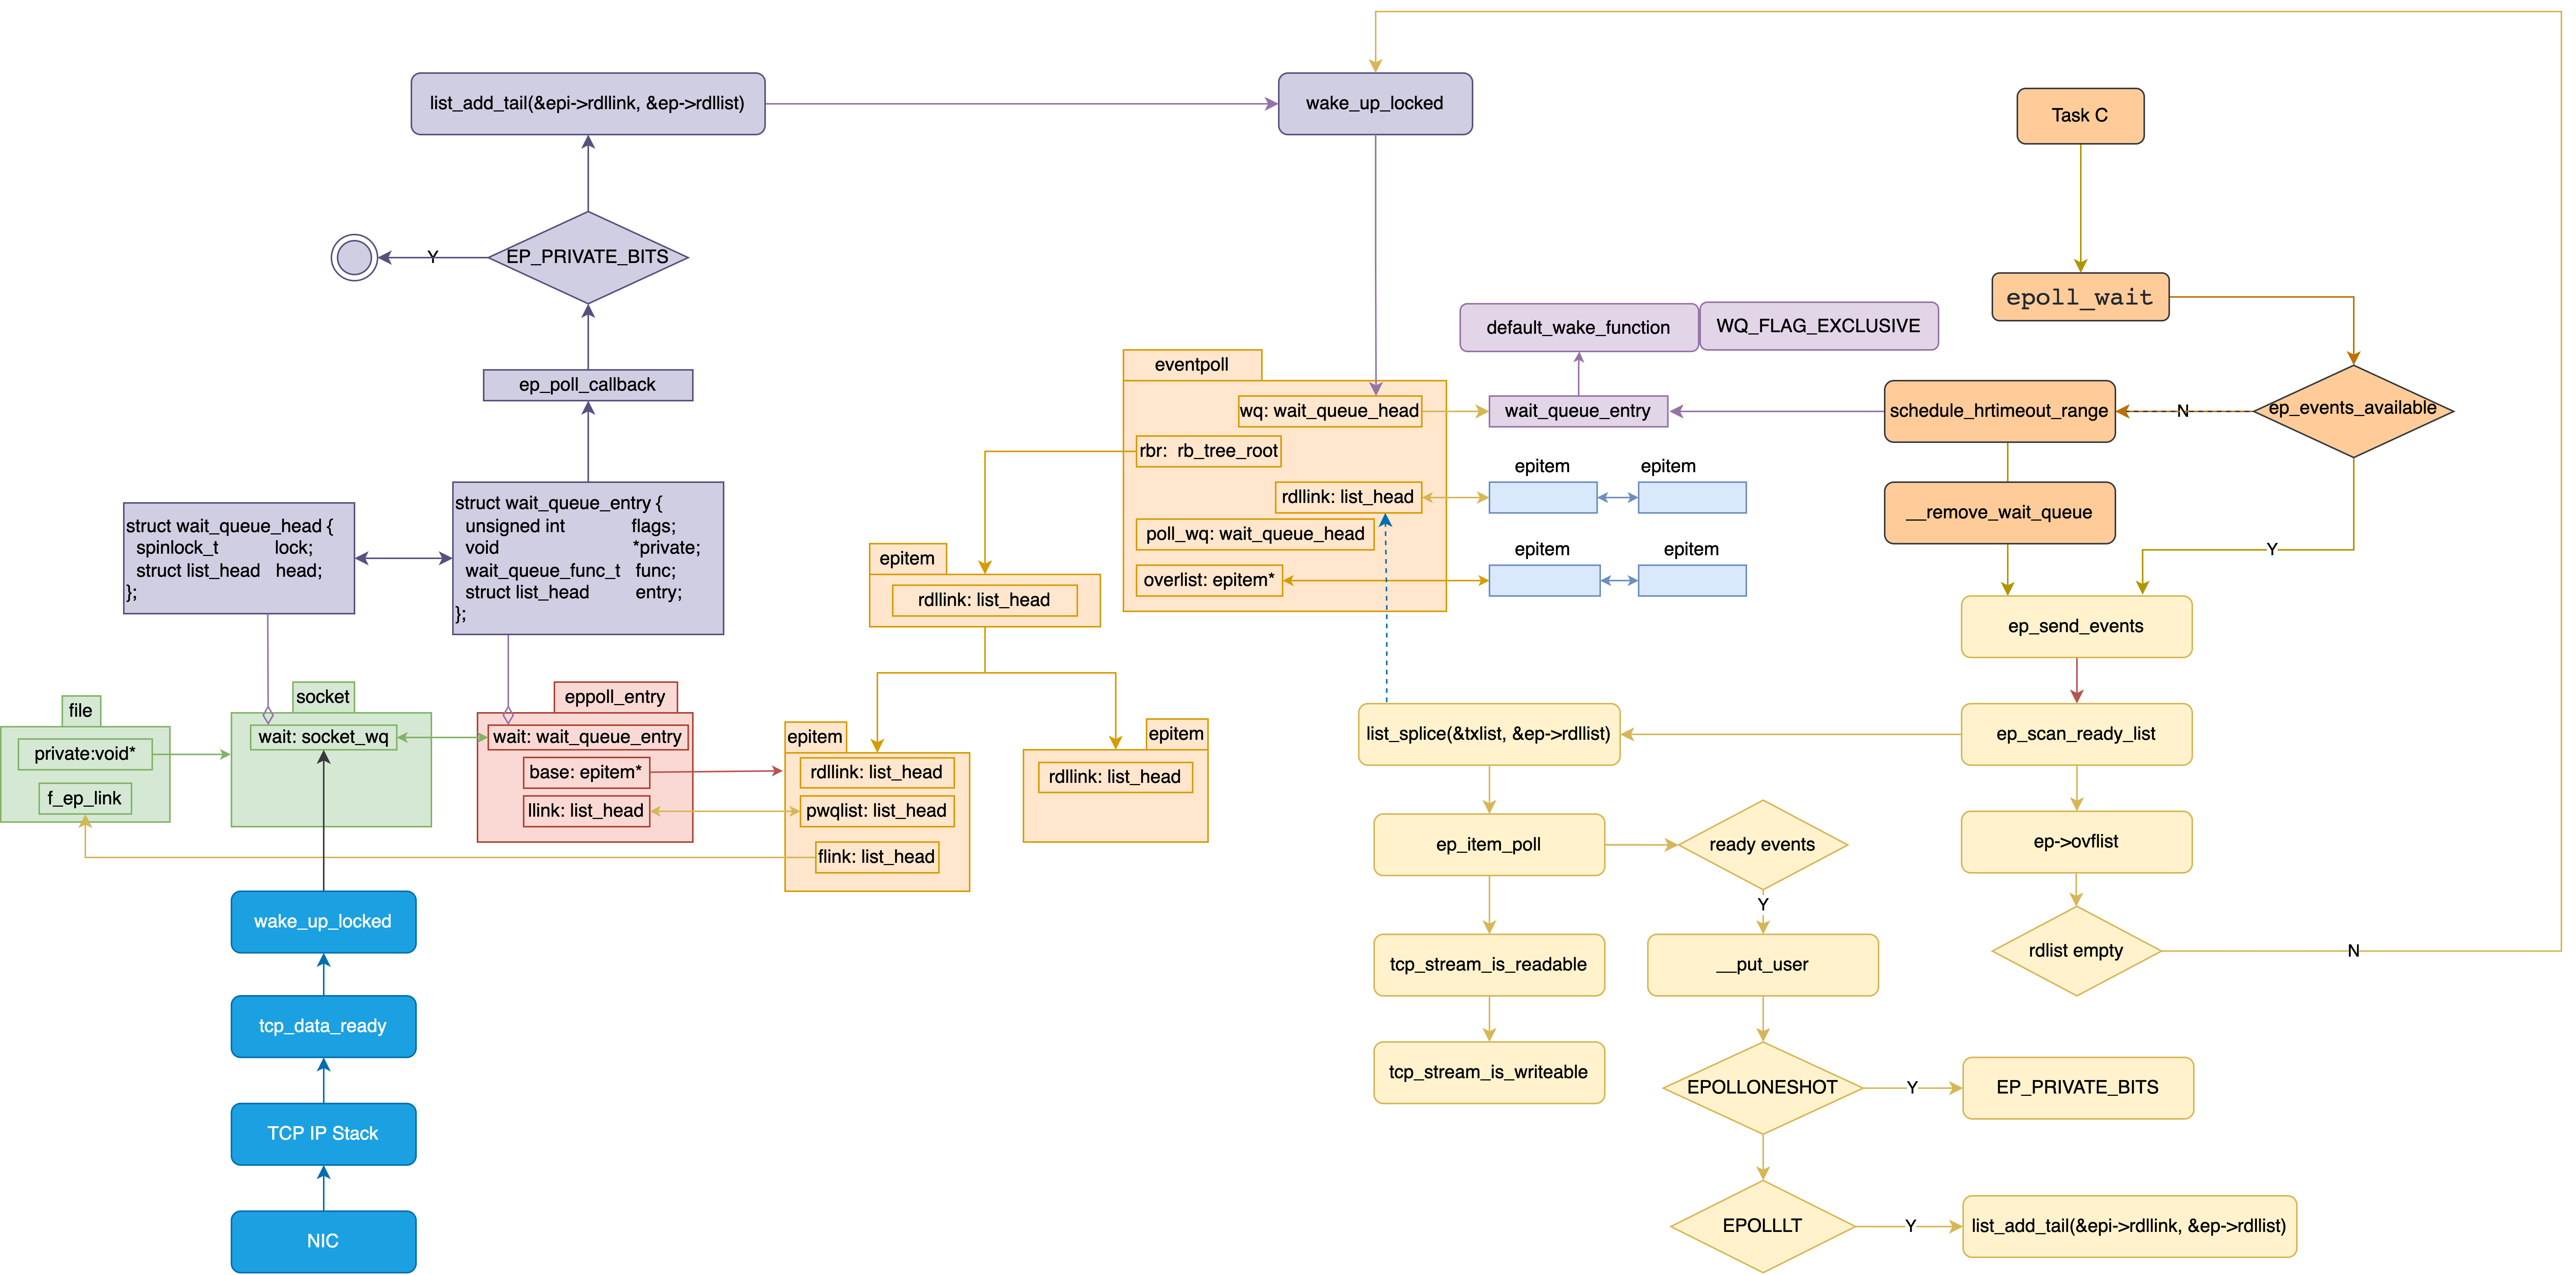 list_add_tail(&epi->rdllink, &ep->rdllist)
wake_up_locked
Task C
Y
EP_PRIVATE_BITS
epoll_wait
default_wake_function
WQ_FLAG_EXCLUSIVE
ep_poll_callback
eventpoll
wq: wait_queue_head
wait_queue_entry
schedule_hrtimeout_range
N
ep_events_available
rbr: rb_tree_root
epitem
epitem
rdllink: list_head
poll_wq: wait_queue_head
__remove_wait_queue
epitem
epitem
Y
overlist: epitem*
struct wait_queue_head {
spinlock_t lock;
struct list_head head;
};
struct wait_queue_entry {
unsigned int flags;
void *private;
wait_queue_func_t func;
struct list_head entry;
};
epitem
rdllink: list_head
ep_send_events
file
private:void*
f_ep_link
socket
wait: socket_wq
eppoll_entry
wait: wait_queue_entry
base: epitem*
llink: list_head
epitem
rdllink: list_head
pwqlist: list_head
flink: list_head
epitem
rdllink: list_head
list_splice(&txlist, &ep->rdllist)
ep_scan_ready_list
ep_item_poll
ready events
ep->ovflist
Y
wake_up_locked
tcp_stream_is_readable
__put_user
rdlist empty
N
tcp_data_ready
tcp_stream_is_writeable
EPOLLONESHOT
Y
EP_PRIVATE_BITS
TCP IP Stack
NIC
EPOLLLT
Y
list_add_tail(&epi->rdllink, &ep->rdllist)